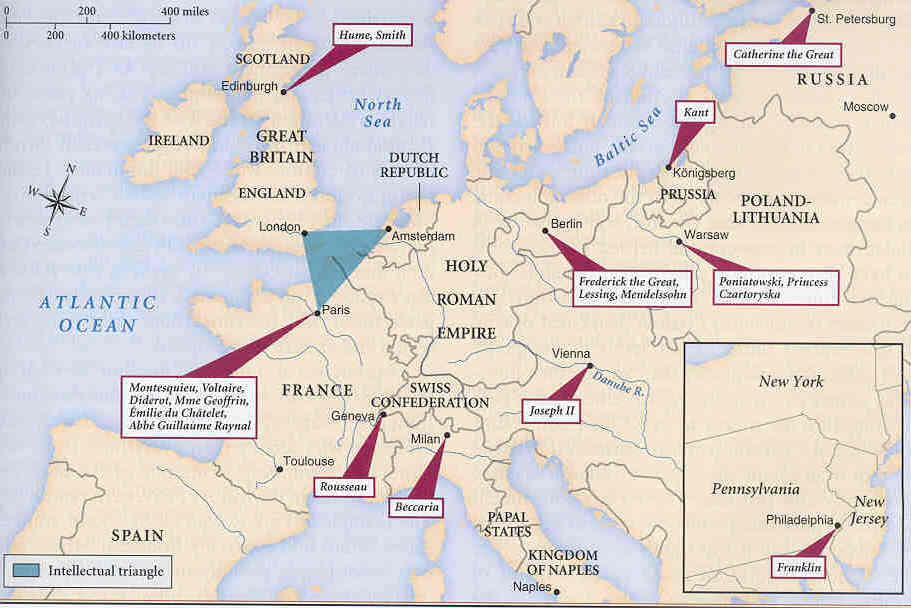 0 200 400 miles
0 200 400 kilometers
Hume, Smith
St. Petersburg
Catherine the Great
SCOTLAND
RUSSIA
Edinburgh
North
Sea
Moscow
Kant
Baltic Sea
IRELAND
GREAT
BRITAIN
DUTCH
REPUBLIC
Königsberg
N
W
E
S
ENGLAND
PRUSSIA
POLAND-
LITHUANIA
London
Amsterdam
Berlin
Warsaw
HOLY
ROMAN
EMPIRE
Frederick the Great,
Lessing, Mendelssohn
Poniatowski, Princess
Czartoryska
ATLANTIC
OCEAN
Paris
Vienna
Danube R.
Montesquieu, Voltaire,
Diderot, Mme Geoffrin,
Émilie du Châtelet,
Abbé Guillaume Raynal
FRANCE
SWISS
CONFEDERATION
Geneva
Joseph II
Milan
Toulouse
Rousseau
Beccaria
SPAIN
PAPAL
STATES
KINGDOM
OF NAPLES
Naples
Intellectual triangle
New York
Pennsylvania
New
Jersey
Philadelphia
Franklin